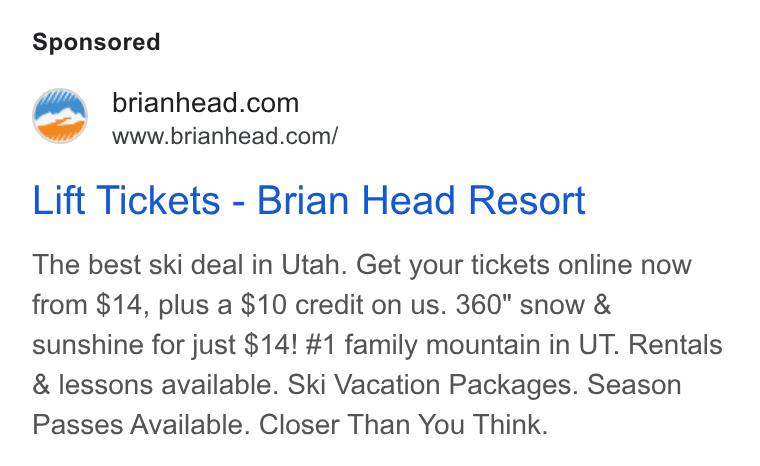 Sponsored
brianhead.com
www.brianhead.com/
Lift Tickets - Brian Head Resort
The best ski deal in Utah. Get your tickets online now
from $14, plus a $10 credit on us. 360" snow &
sunshine for just $14! #1 family mountain in UT. Rentals
& lessons available. Ski Vacation Packages. Season
Passes Available. Closer Than You Think.